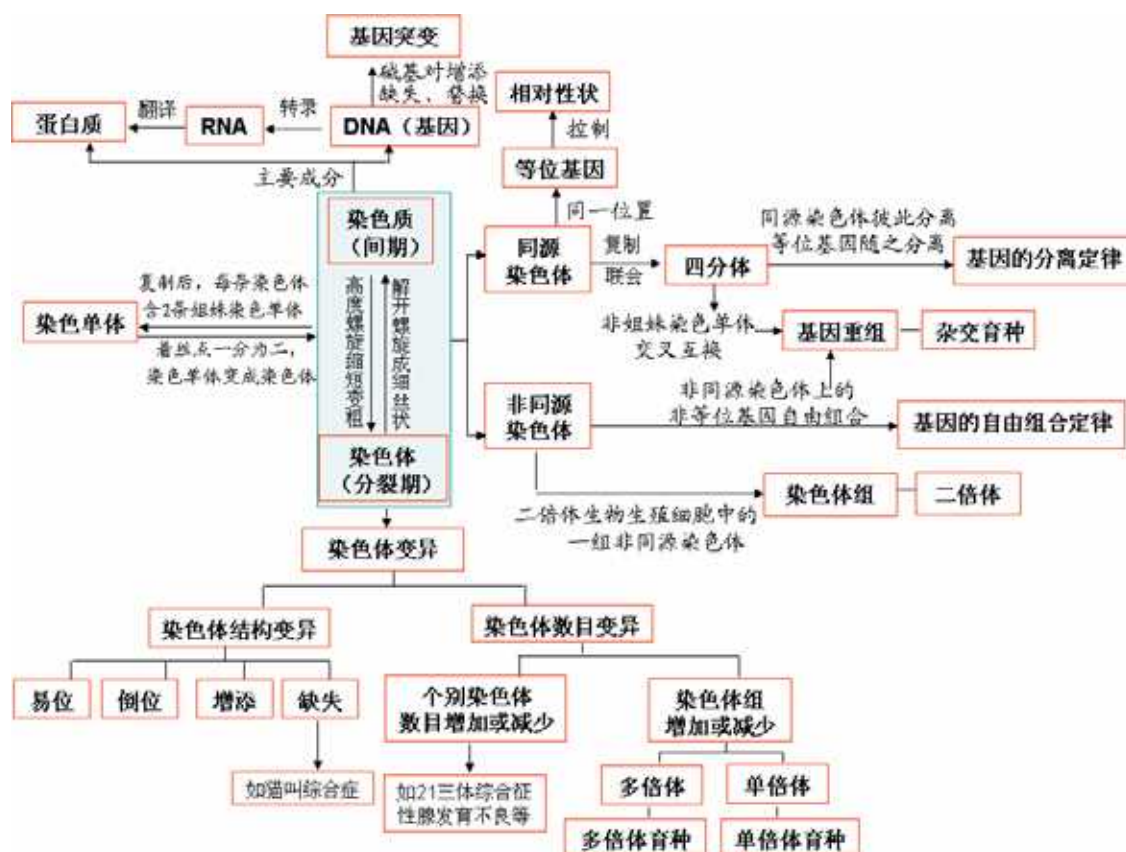 基因突变
碱基对增添
缺失、替换
相对性状
控制
蛋白质
翻译
RNA
转录
DNA（基因）
等位基因
主要成分
同一位置
染色质
（间期）
同源
染色体
复制
联会
四分体
同源染色体彼此分离
等位基因随之分离
基因的分离定律
复制后，每条染色体
含2条姐妹染色单体
染色单体
着丝点一分为二，
染色单体变成染色体
高度螺旋缩短变粗
解开螺旋成细丝状
非姐妹染色单体
交叉互换
基因重组
杂交育种
非同源染色体上的
非等位基因自由组合
非同源
染色体
基因的自由组合定律
染色体
（分裂期）
二倍体生物生殖细胞中的
一组非同源染色体
染色体组
二倍体
染色体变异
染色体结构变异
染色体数目变异
易位
倒位
增添
缺失
个别染色体
数目增加或减少
染色体组
增加或减少
如猫叫综合症
如21三体综合征
性腺发育不良等
多倍体
单倍体
多倍体育种
单倍体育种